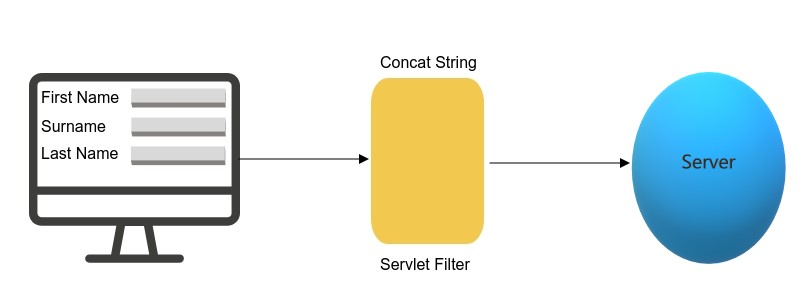 First Name
Surname
Last Name
Concat String
Servlet Filter
Server